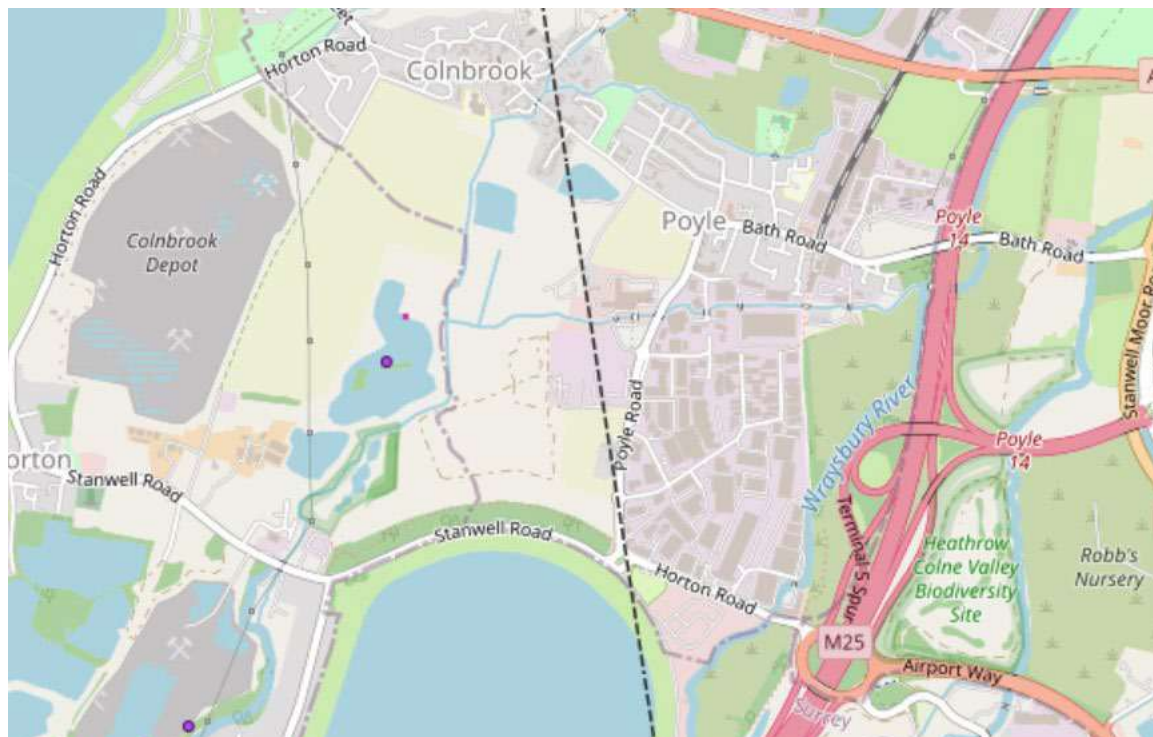 Horton Road
Colnbrook
A
Horton Road
Colnbrook
Depot
Poyle
Bath Road
Poyle
14
Bath Road
Stanwell Moor Ro
Poyle Road
Wraysbury River
Poyle
14
orton
Stanwell Road
Stanwell Road
Terminal 5 Spur
Heathrow
Colne Valley
Biodiversity
Site
Robb's
Nursery
Horton Road
M25
Airport Way
Surrey